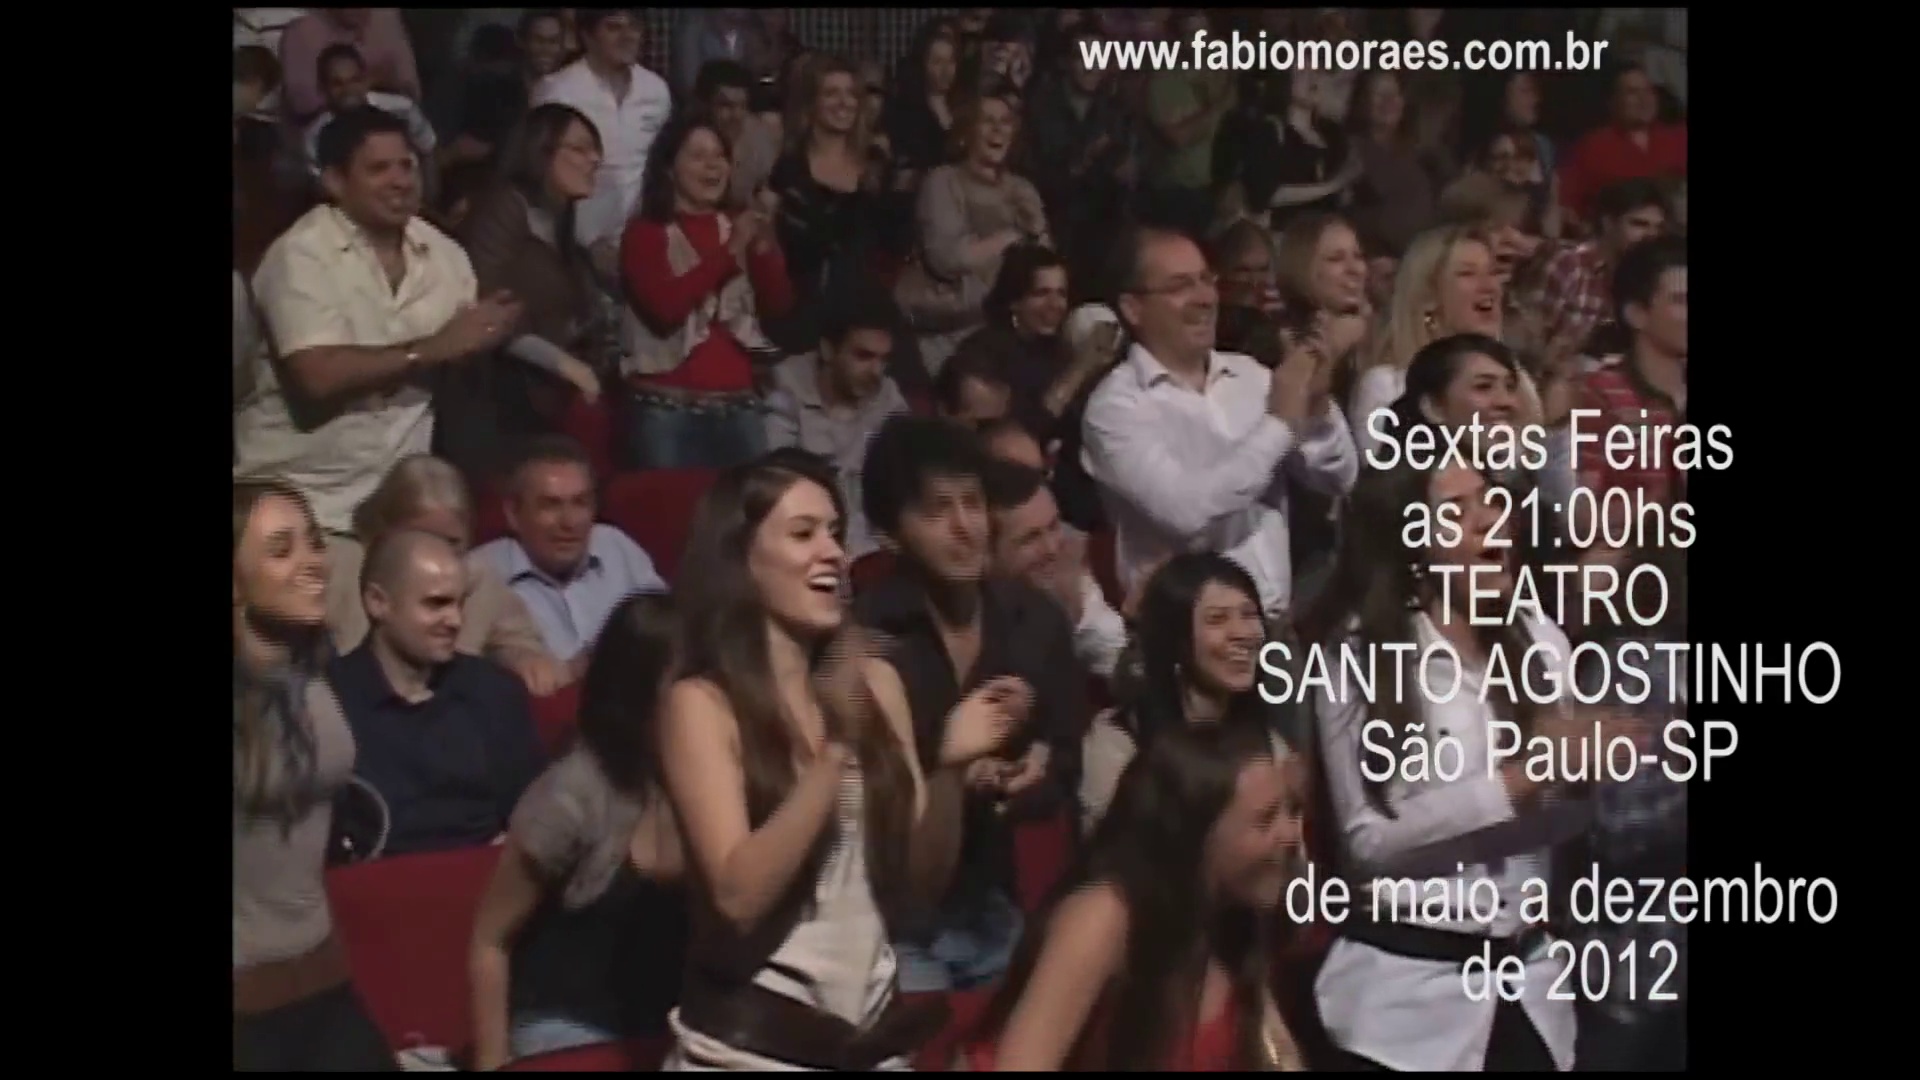 www.fabiomoraes.com.br
Sextas Feiras
as 21:00hs
TEATRO
SANTO AGOSTINHO
São Paulo-SP
de maio a dezembro
de 2012